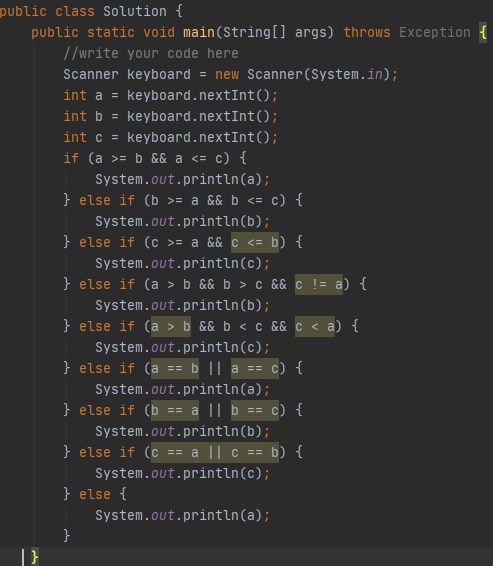 public class Solution {
public static void main(String[] args) throws Exception {
//write your code here
Scanner keyboard = new Scanner(System.in);
int a = keyboard.nextInt();
int b = keyboard.nextInt();
int c = keyboard.nextInt();
if (a >= b && a <= c) {
System.out.println(a);
} else if (b >= a && b <= c) {
System.out.println(b);
} else if (c >= a && c <= b) {
System.out.println(c);
} else if (a > b && b > c && c != a) {
System.out.println(b);
} else if (a > b && b < c && c < a) {
System.out.println(c);
} else if (a == b || a == c) {
System.out.println(a);
} else if (b == a || b == c) {
System.out.println(b);
} else if (c == a || c == b) {
System.out.println(c);
} else {
System.out.println(a);
}
}